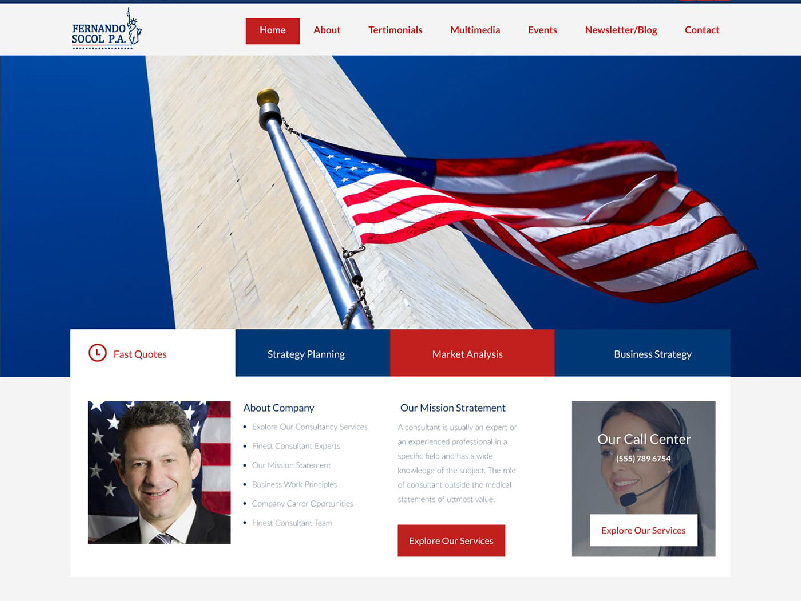 FERNANDO
SOCOL P.A.
Home
About
Testimonials
Multimedia
Events
Newsletter/Blog
Contact
Fast Quotes
Strategy Planning
Market Analysis
Business Strategy
About Company
Explore Our Consultancy Services
Finest Consultant Experts
Our Mission Statement
Business Work Principles
Company Carror Oportunities
Finest Consultant Team
Our Mission Stratement
A consultant is usually an expert or
an experienced professional in a
specific field and has a wide
knowledge of the subject. The role
of consultant outside the medical
statements of uttmost value.
Explore Our Services
Our Call Center
(555) 789 6754
Explore Our Services